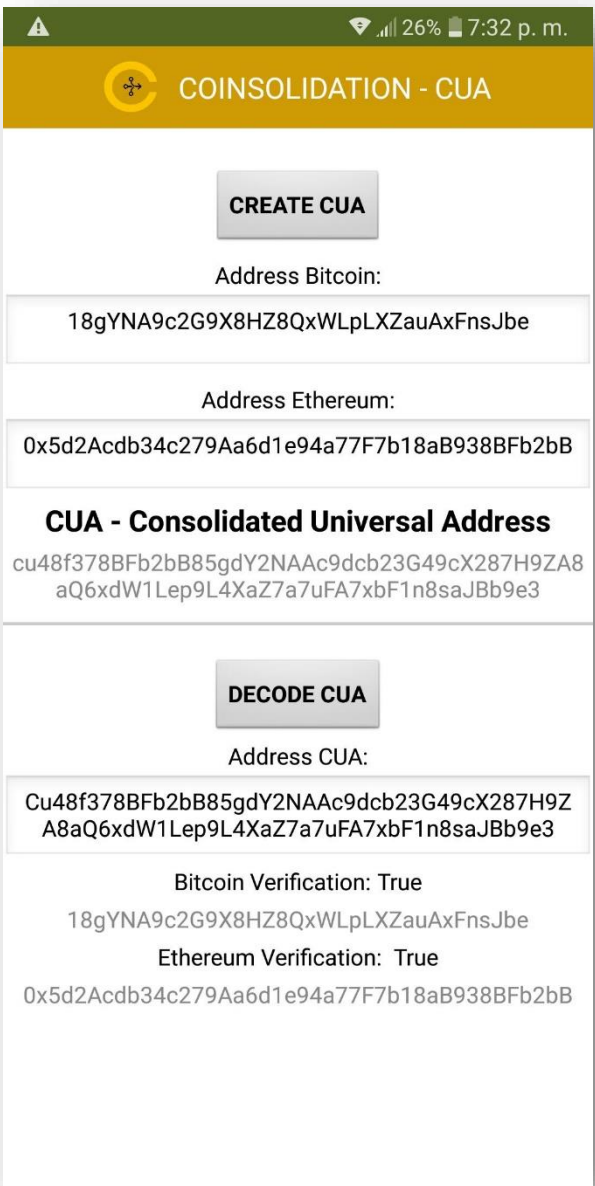 26% 7:32 p. m.
COINSOLIDATION - CUA
CREATE CUA
Address Bitcoin:
18gYNA9c2G9X8HZ8QxWLpLXZauAxFnsJbe
Address Ethereum:
0x5d2Acdb34c279Aa6d1e94a77F7b18aB938BFb2bB
CUA - Consolidated Universal Address
cu48f378BFb2bB85gdY2NAAc9dcb23G49cX287H9ZA8
aQ6xdW1Lep9L4XaZ7a7uFA7xbF1n8saJBb9e3
DECODE CUA
Address CUA:
Cu48f378BFb2bB85gdY2NAAc9dcb23G49cX287H9Z
A8aQ6xdW1Lep9L4XaZ7a7uFA7xbF1n8saJBb9e3
Bitcoin Verification: True
18gYNA9c2G9X8HZ8QxWLpLXZauAxFnsJbe
Ethereum Verification: True
0x5d2Acdb34c279Aa6d1e94a77F7b18aB938BFb2bB